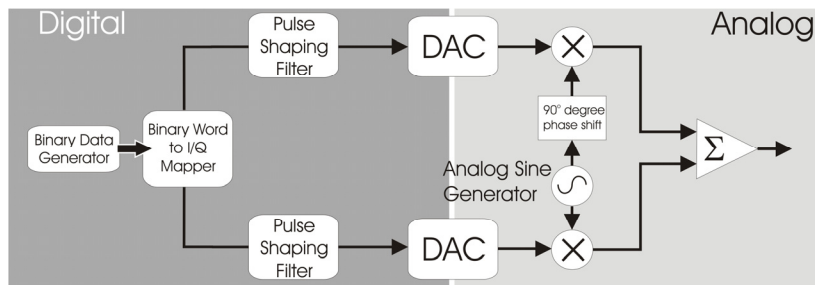 Digital
Analog
Pulse
Shaping
Filter
DAC
Binary Data
Generator
Binary Word
to I/Q
Mapper
90° degree
phase shift
Analog Sine
Generator
Σ
Pulse
Shaping
Filter
DAC